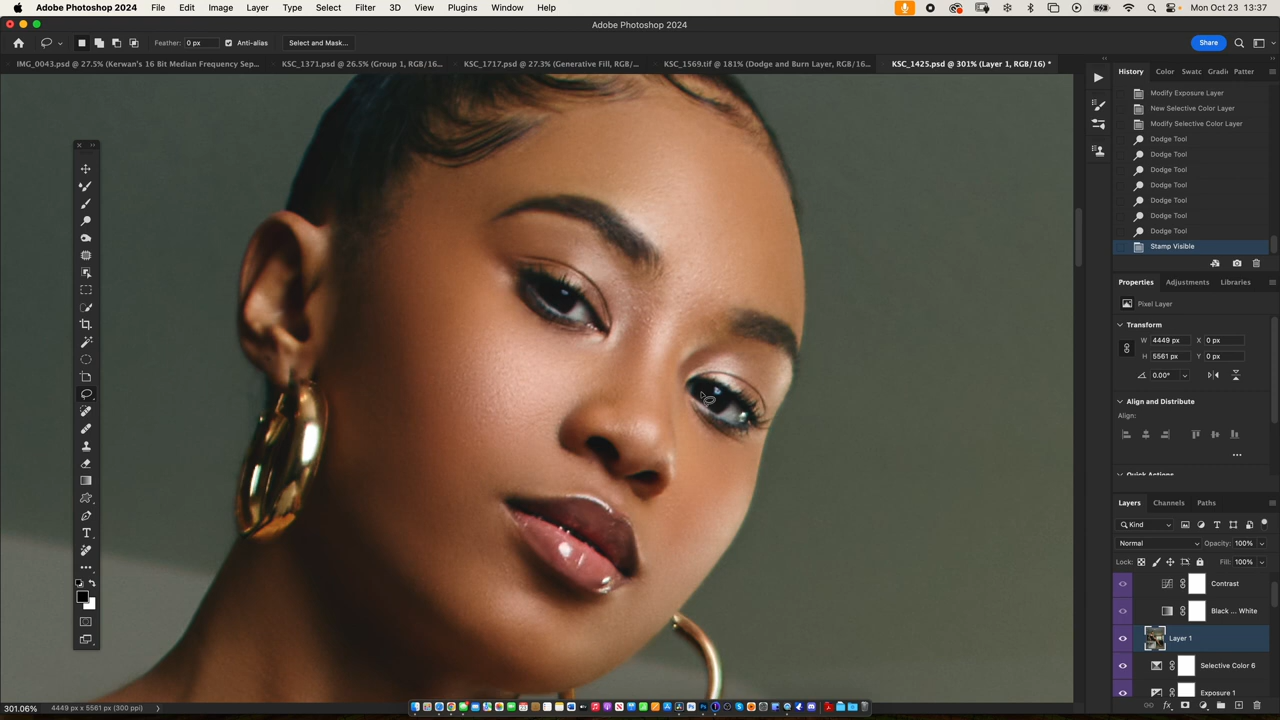 Photoshop File Edit Image Layer Type Select Filter 3D View Plugins Window Help Mon Oct 23 13:37
Adobe Photoshop 2024
Feather: 0 px Anti-alias Select and Mask... Share
IMG_0043.psd @ 27.5% (Kerwan's 16 Bit Median Frequency Sep... KSC_1371.psd @ 26.5% (Group 1, RGB/16... KSC_1717.psd @ 27.3% (Generative Fill, RGB/... KSC_1569.tif @ 181% (Dodge and Burn Layer, RGB/16... KSC_1425.psd @ 301% (Layer 1, RGB/16) *
History Color Swatc Gradi Patter
Modify Exposure Layer
New Selective Color Layer
Modify Selective Color Layer
Dodge Tool
Dodge Tool
Dodge Tool
Dodge Tool
Dodge Tool
Dodge Tool
Dodge Tool
Stamp Visible
Properties Adjustments Libraries
Pixel Layer
Transform
W 4449 px X 0 px
H 5561 px Y 0 px
0.00°
Align and Distribute
Align:
Layers Channels Paths
Kind
Normal Opacity: 100%
Lock: Fill: 100%
Contrast
Black ... White
Layer 1
Selective Color 6
Exposure 1
301.06% 4449 px x 5561 px (300 ppi)